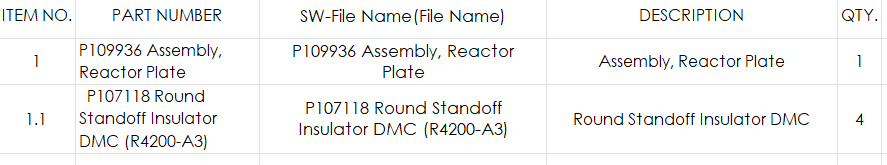 ITEM NO. PART NUMBER SW-File Name(File Name) DESCRIPTION QTY.
1 P109936 Assembly, Reactor Plate P109936 Assembly, Reactor Plate Assembly, Reactor Plate 1
1.1 P107118 Round Standoff Insulator DMC (R4200-A3) P107118 Round Standoff Insulator DMC (R4200-A3) Round Standoff Insulator DMC 4